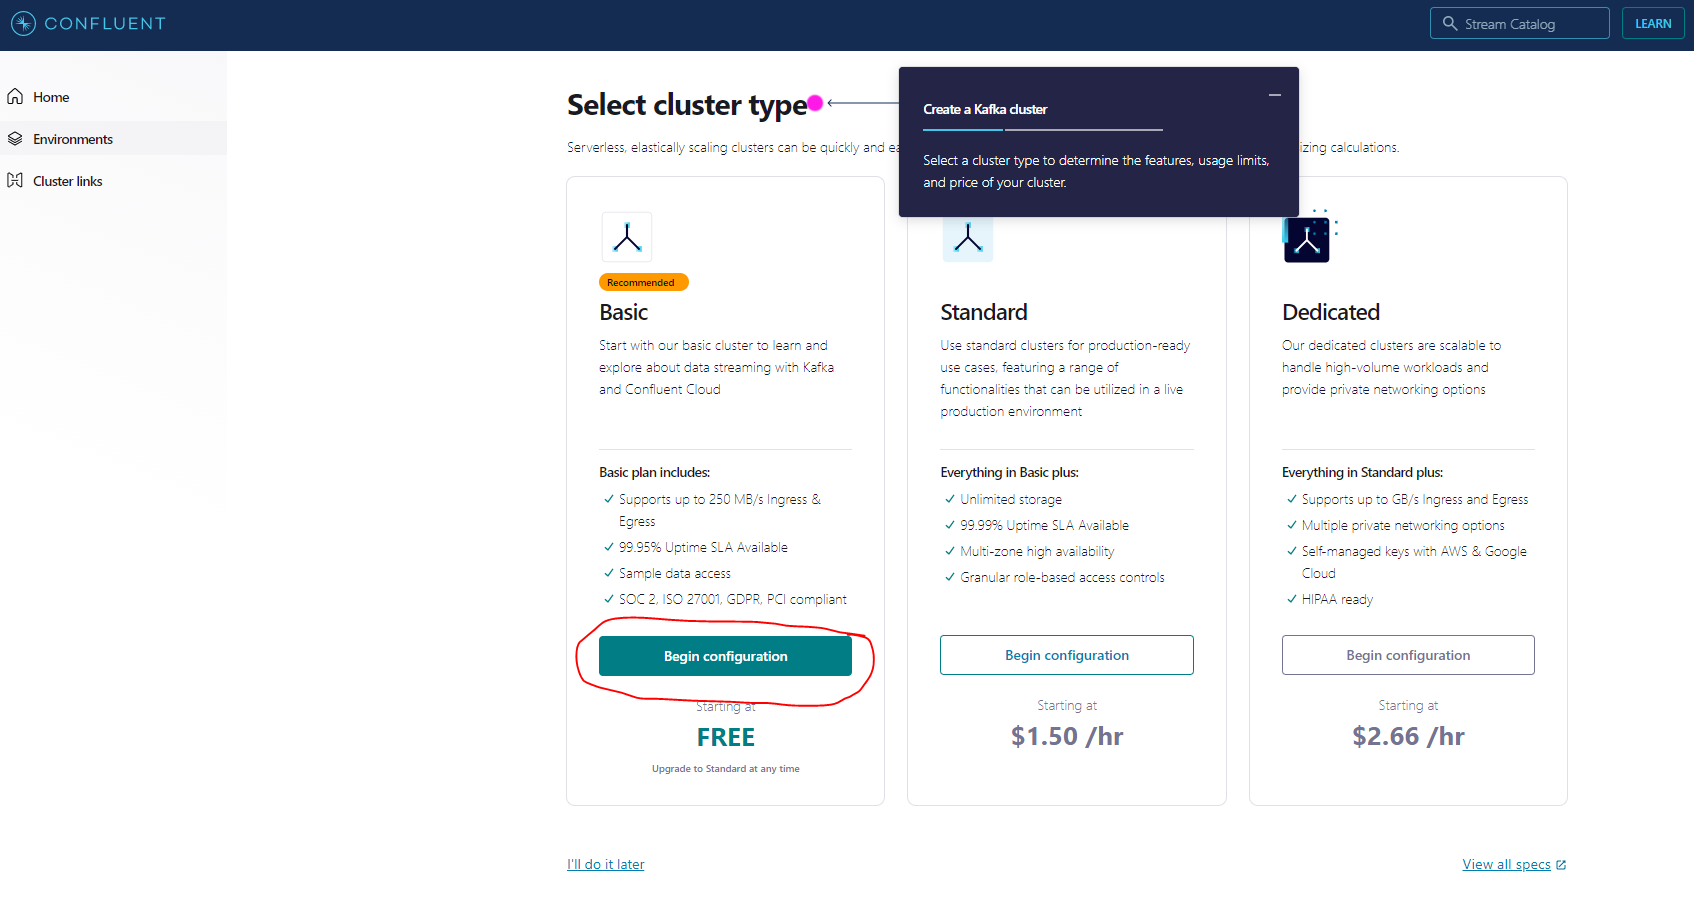 CONFLUENT
Stream Catalog
LEARN
Home
Environments
Cluster links
Select cluster type
Serverless, elastically scaling clusters can be quickly and
calculations.
Create a Kafka cluster
Select a cluster type to determine the features, usage limits,
and price of your cluster.
Recommended
Basic
Start with our basic cluster to learn and
explore about data streaming with Kafka
and Confluent Cloud
Basic plan includes:
Supports up to 250 MB/s Ingress &
Egress
99.95% Uptime SLA Available
Sample data access
SOC 2, ISO 27001, GDPR, PCI compliant
Begin configuration
Starting at
FREE
Upgrade to Standard at any time
Standard
Use standard clusters for production-ready
use cases, featuring a range of
functionalities that can be utilized in a live
production environment
Everything in Basic plus:
Unlimited storage
99.99% Uptime SLA Available
Multi-zone high availability
Granular role-based access controls
Begin configuration
Starting at
$1.50 /hr
Dedicated
Our dedicated clusters are scalable to
handle high-volume workloads and
provide private networking options
Everything in Standard plus:
Supports up to GB/s Ingress and Egress
Multiple private networking options
Self-managed keys with AWS & Google
Cloud
HIPAA ready
Begin configuration
Starting at
$2.66 /hr
I'll do it later
View all specs